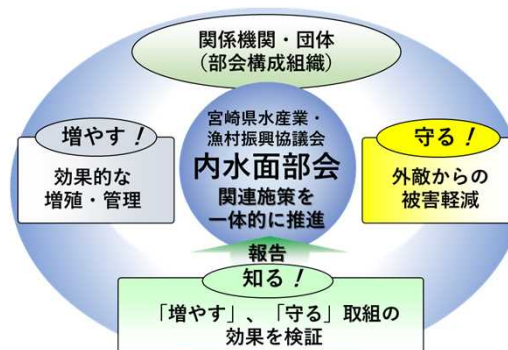 関係機関・団体
(部会構成組織)
宮崎県水産業・
漁村振興協議会
内水面部会
関連施策を
一体的に推進
増やす！
効果的な
増殖・管理
守る！
外敵からの
被害軽減
報告
知る！
「増やす」、「守る」取組の
効果を検証